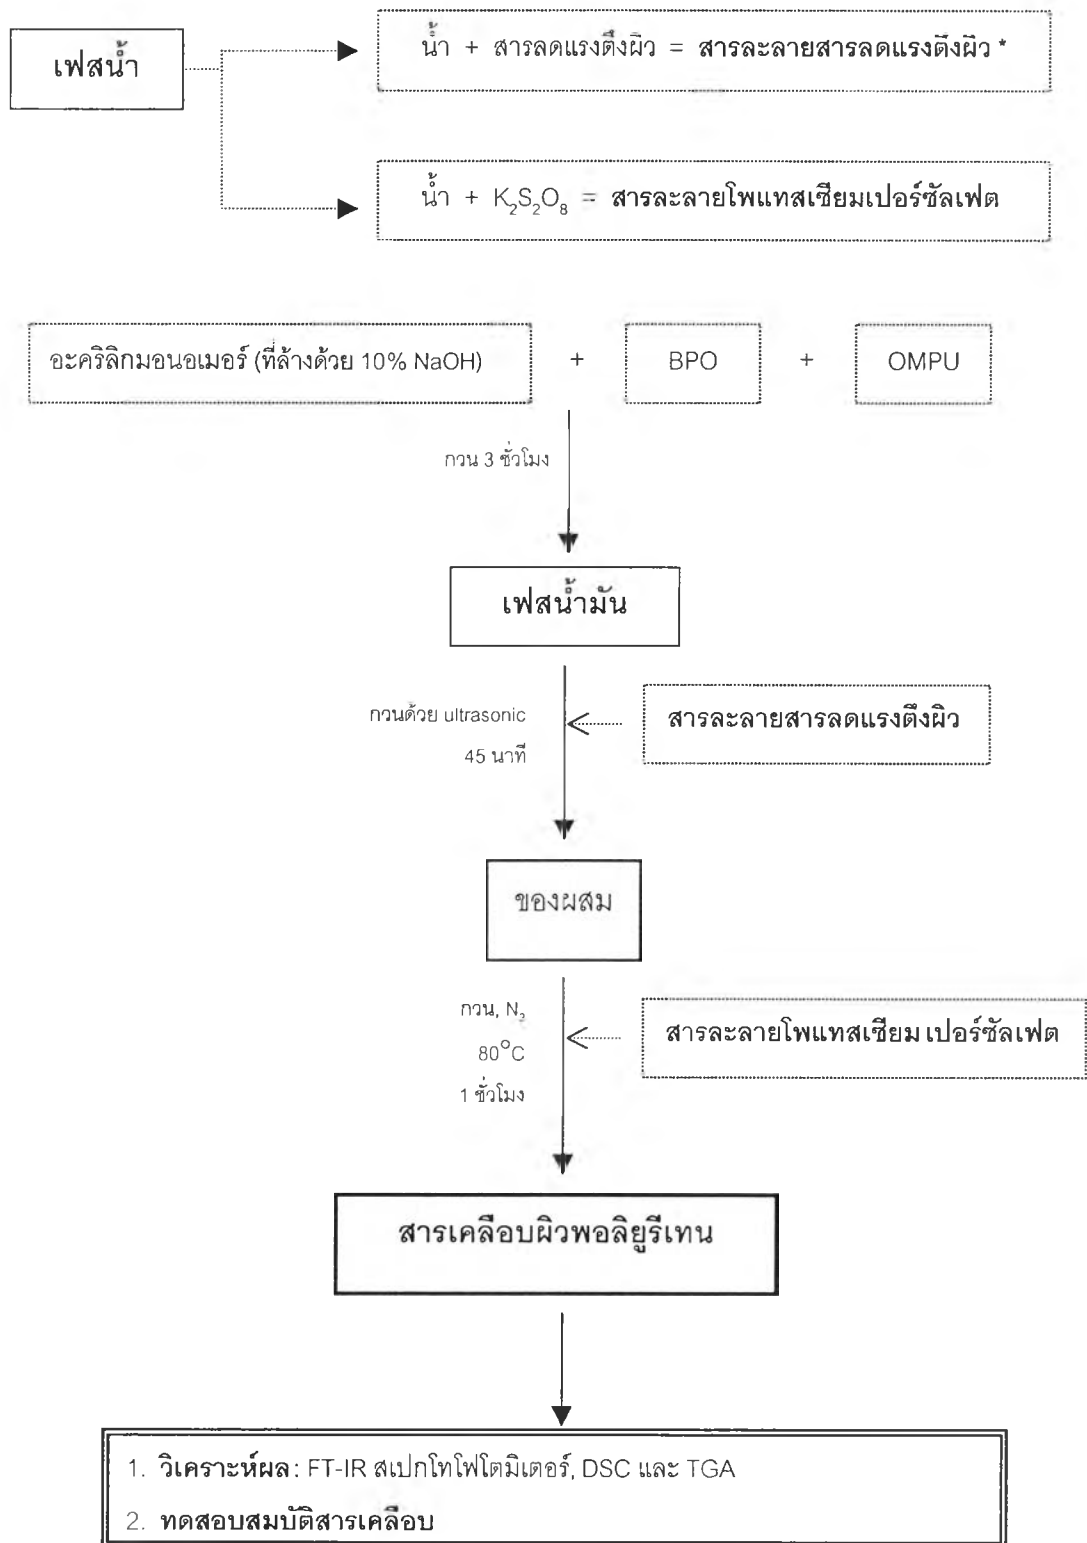 น้ำ + สารลดแรงตึงผิว = สารละลายสารลดแรงตึงผิว *
เฟสน้ำ
น้ำ + K₂S₂O₈ = สารละลายโพแทสเซียมเปอร์ซัลเฟต
อะคริลิกมอนอเมอร์ (ที่ล้างด้วย 10% NaOH) + BPO + OMPU
กวน 3 ชั่วโมง
เฟสน้ำมัน
กวนด้วย ultrasonic
45 นาที
สารละลายสารลดแรงตึงผิว
ของผสม
กวน, N₂
80°C
1 ชั่วโมง
สารละลายโพแทสเซียม เปอร์ซัลเฟต
สารเคลือบผิวพอลิยูรีเทน
1. วิเคราะห์ผล: FT-IR สเปกโทโฟโตมิเตอร์, DSC และ TGA
2. ทดสอบสมบัติสารเคลือบ